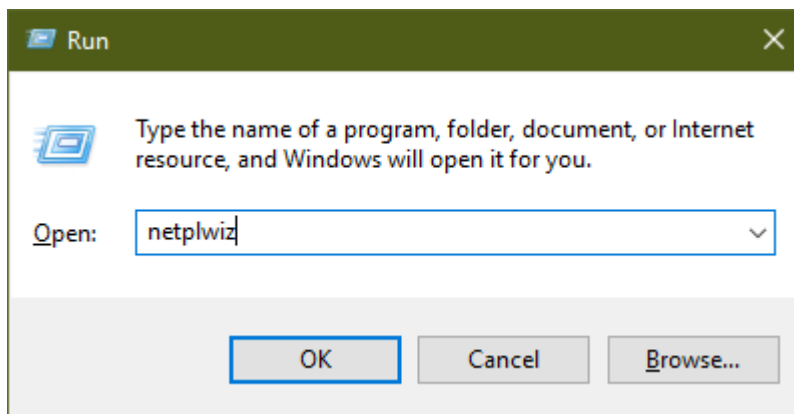 Run
Type the name of a program, folder, document, or Internet
resource, and Windows will open it for you.
Open: netplwiz
OK Cancel Browse...